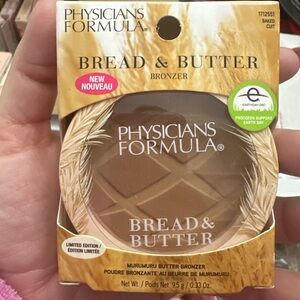 PHYSICIANS
FORMULA®
1712551
BAKED
BREAD & BUTTER
BRONZER
NEW
NOUVEAU
EARTHDAY.ORG
PROUDEES SUPPORT
EARTH DAY
PHYSICIANS
FORMULA®
BREAD &
BUTTER
LIMITED EDITION /
ÉDITION LIMITÉE
MURUMURU BUTTER BRONZER
POUDRE BRONZANTE AU BEURRE DE MURUMURU
Net Wt. / Poids Net 9.5 g / 0.33 Oz.